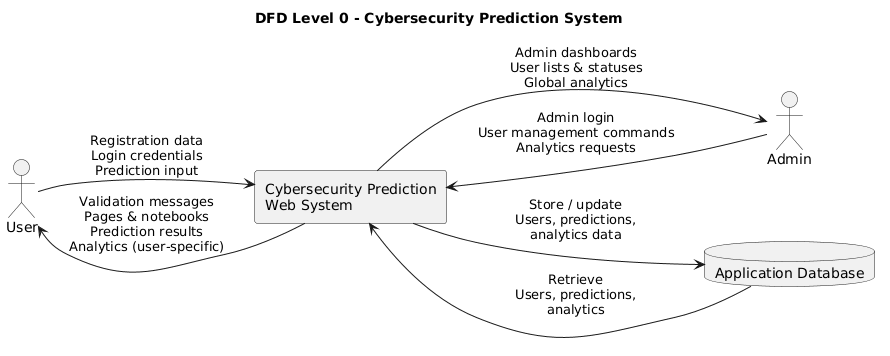 DFD Level 0 - Cybersecurity Prediction System
Admin dashboards
User lists & statuses
Global analytics
Admin login
User management commands
Analytics requests
Admin
Registration data
Login credentials
Prediction input
Cybersecurity Prediction
Web System
Validation messages
Pages & notebooks
Prediction results
Analytics (user-specific)
User
Store / update
Users, predictions,
analytics data
Application Database
Retrieve
Users, predictions,
analytics